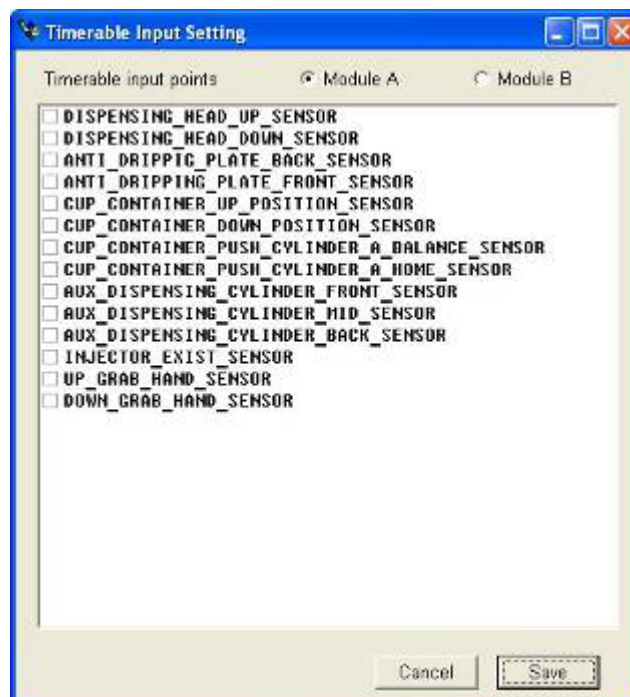 Timerable Input Setting
Timerable input points Module A Module B
DISPENSING_HEAD_UP_SENSOR
DISPENSING_HEAD_DOWN_SENSOR
ANTI_DRIPPIG_PLATE_BACK_SENSOR
ANTI_DRIPPING_PLATE_FRONT_SENSOR
CUP_CONTAINER_UP_POSITION_SENSOR
CUP_CONTAINER_DOWN_POSITION_SENSOR
CUP_CONTAINER_PUSH_CYLINDER_A_BALANCE_SENSOR
CUP_CONTAINER_PUSH_CYLINDER_A_HOME_SENSOR
AUX_DISPENSING_CYLINDER_FRONT_SENSOR
AUX_DISPENSING_CYLINDER_MID_SENSOR
AUX_DISPENSING_CYLINDER_BACK_SENSOR
INJECTOR_EXIST_SENSOR
UP_GRAB_HAND_SENSOR
DOWN_GRAB_HAND_SENSOR
Cancel Save